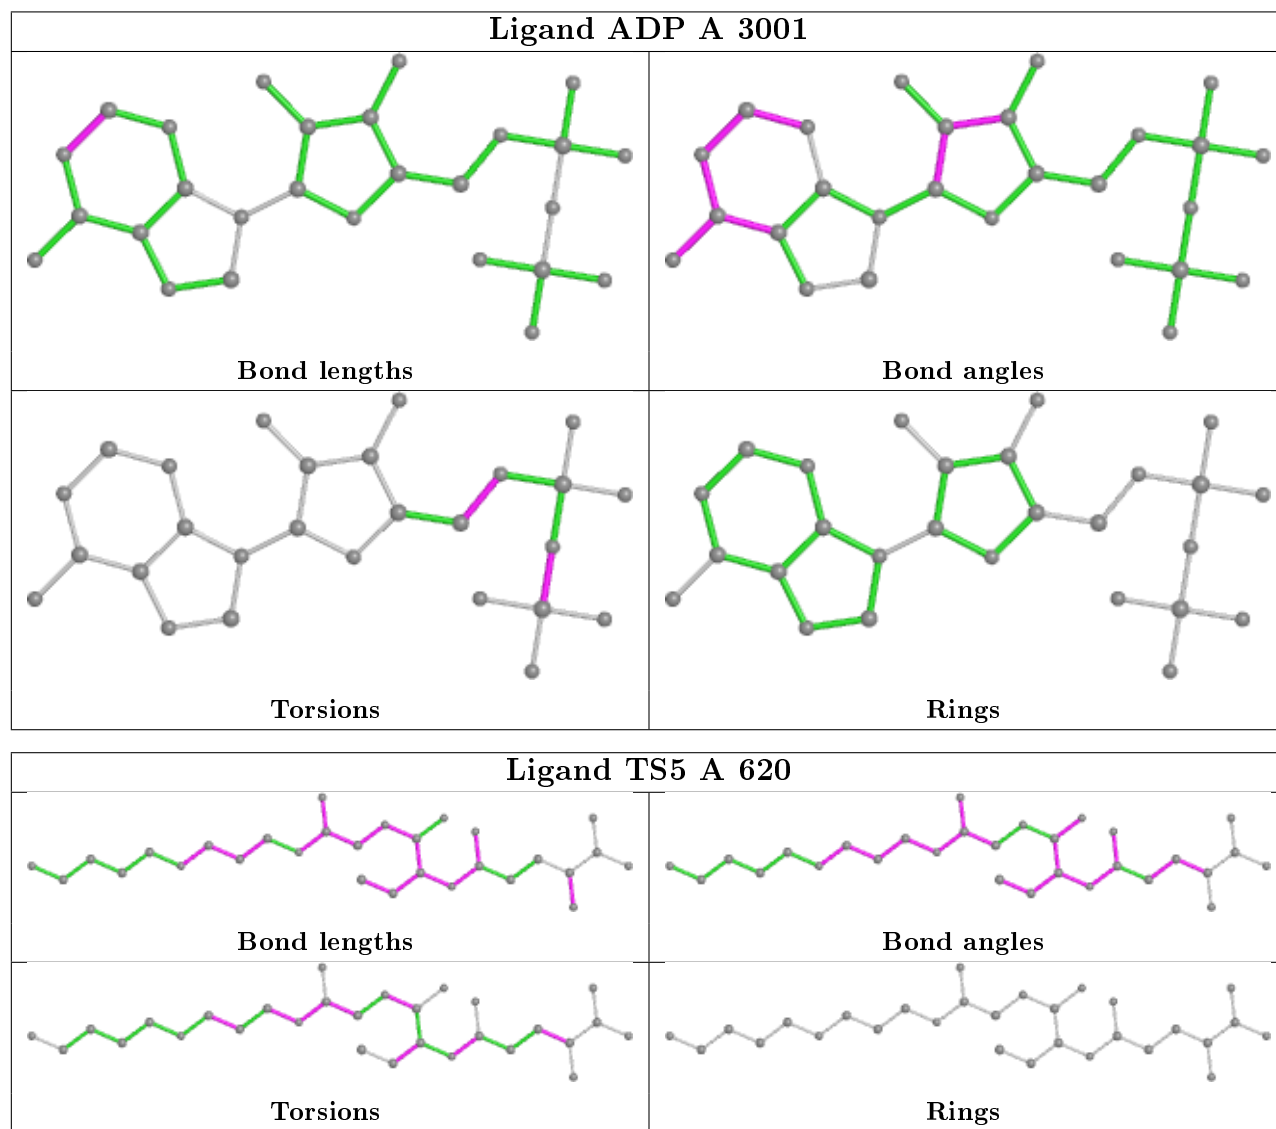 Ligand ADP A 3001
Bond lengths
Bond angles
Torsions
Rings
Ligand TS5 A 620
Bond lengths
Bond angles
Torsions
Rings